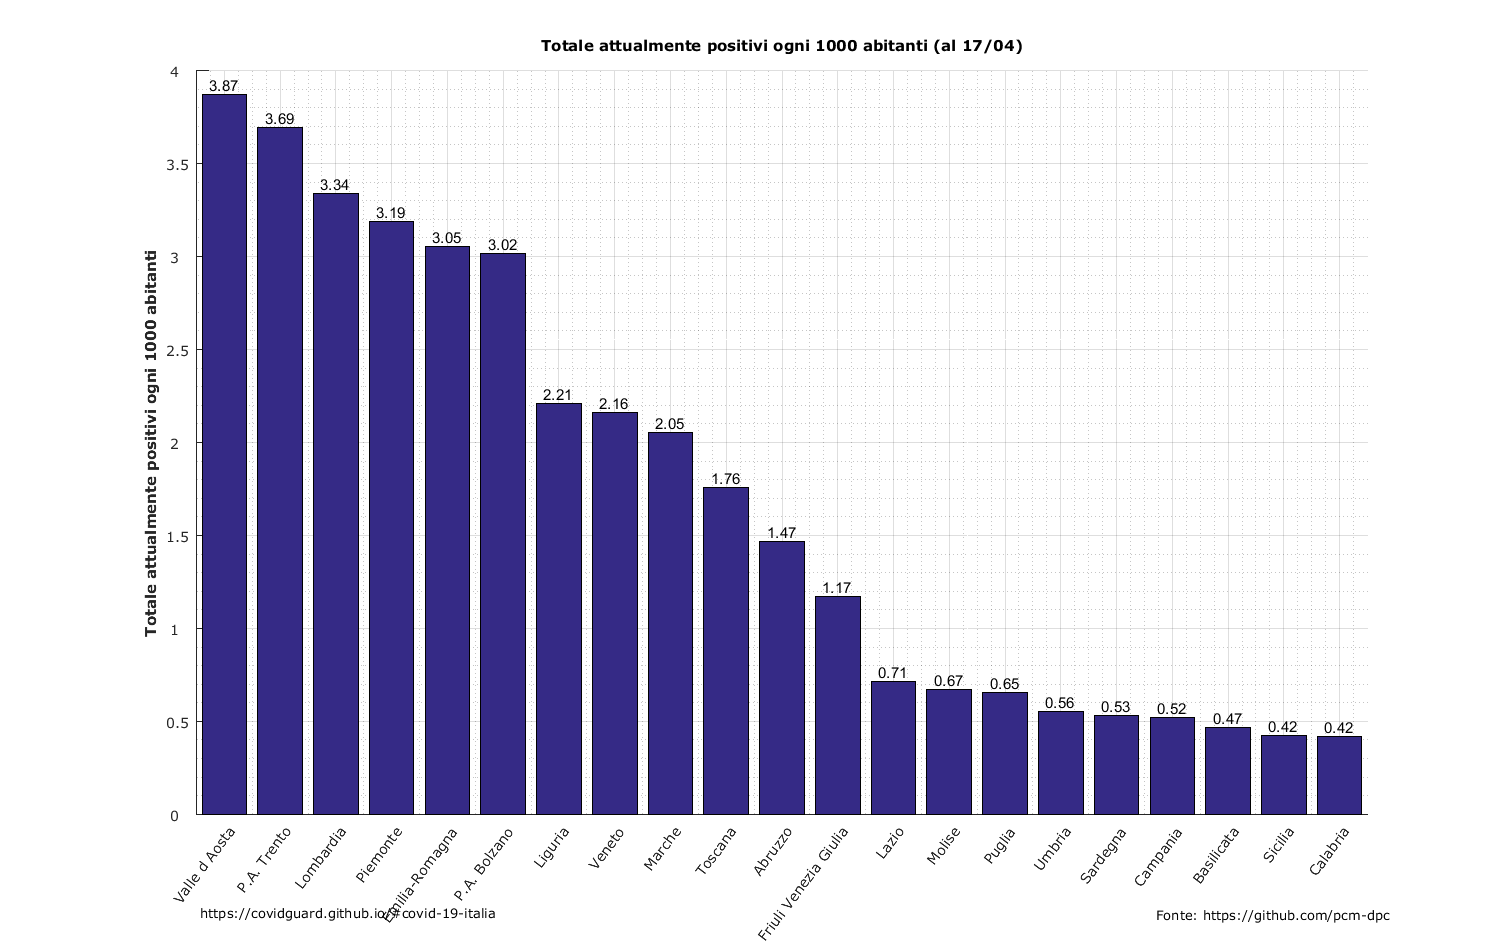 Totale attualmente positivi ogni 1000 abitanti (al 17/04)
Totale attualmente positivi ogni 1000 abitanti
4
3.5
3
2.5
2
1.5
1
0.5
0
3.87
3.69
3.34
3.19
3.05
3.02
2.21
2.16
2.05
1.76
1.47
1.17
0.71
0.67
0.65
0.56
0.53
0.52
0.47
0.42
0.42
Valle d Aosta
P.A. Trento
Lombardia
Piemonte
Emilia-Romagna
P.A. Bolzano
Liguria
Veneto
Marche
Toscana
Abruzzo
Friuli Venezia Giulia
Lazio
Molise
Puglia
Umbria
Sardegna
Campania
Basilicata
Sicilia
Calabria
https://covidguard.github.io/#covid-19-italia
Fonte: https://github.com/pcm-dpc